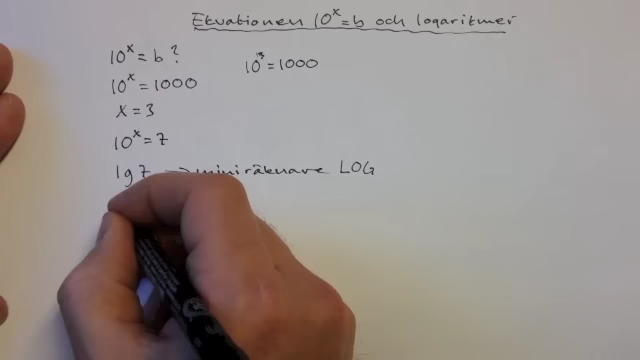 Ekvationen 10^x = b och logaritmer
10^x = b ?
10^x = 1000
10^3 = 1000
x = 3
10^x = 7
lg 7 → miniräknare LOG